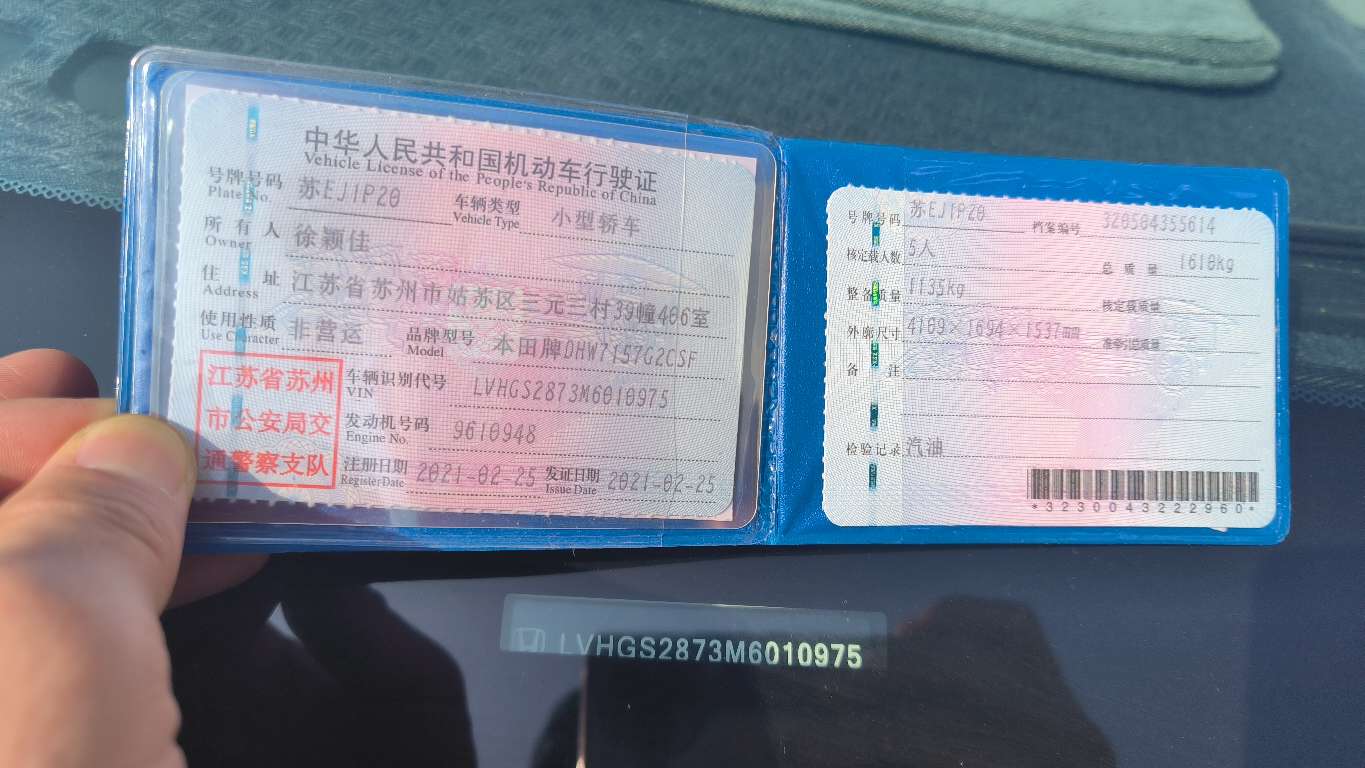 中华人民共和国机动车行驶证
Vehicle License of the People's Republic of China
号牌号码 苏EJ1P20 车辆类型 小型轿车
Plate No. Vehicle Type
所有人 徐颖佳
Owner
住址 江苏省苏州市姑苏区三元三村39幢406室
Address
使用性质 非营运 品牌型号 本田牌DHW7157G2CSF
Use Character Model
江苏省苏州
市公安局交
通警察支队
车辆识别代号 LVHGS2873M6010975
VIN
发动机号码 9610948
Engine No.
注册日期 2021-02-25 发证日期 2021-02-25
Register Date Issue Date
号牌号码 苏EJ1P20 档案编号 320504355614
核定载人数 5人 总质量 1610kg
整备质量 1135kg 核定载质量
外廓尺寸 4109×1694×1537mm 准牵引总质量
备注
检验记录 汽油
*3230043222960*
LVHGS2873M6010975